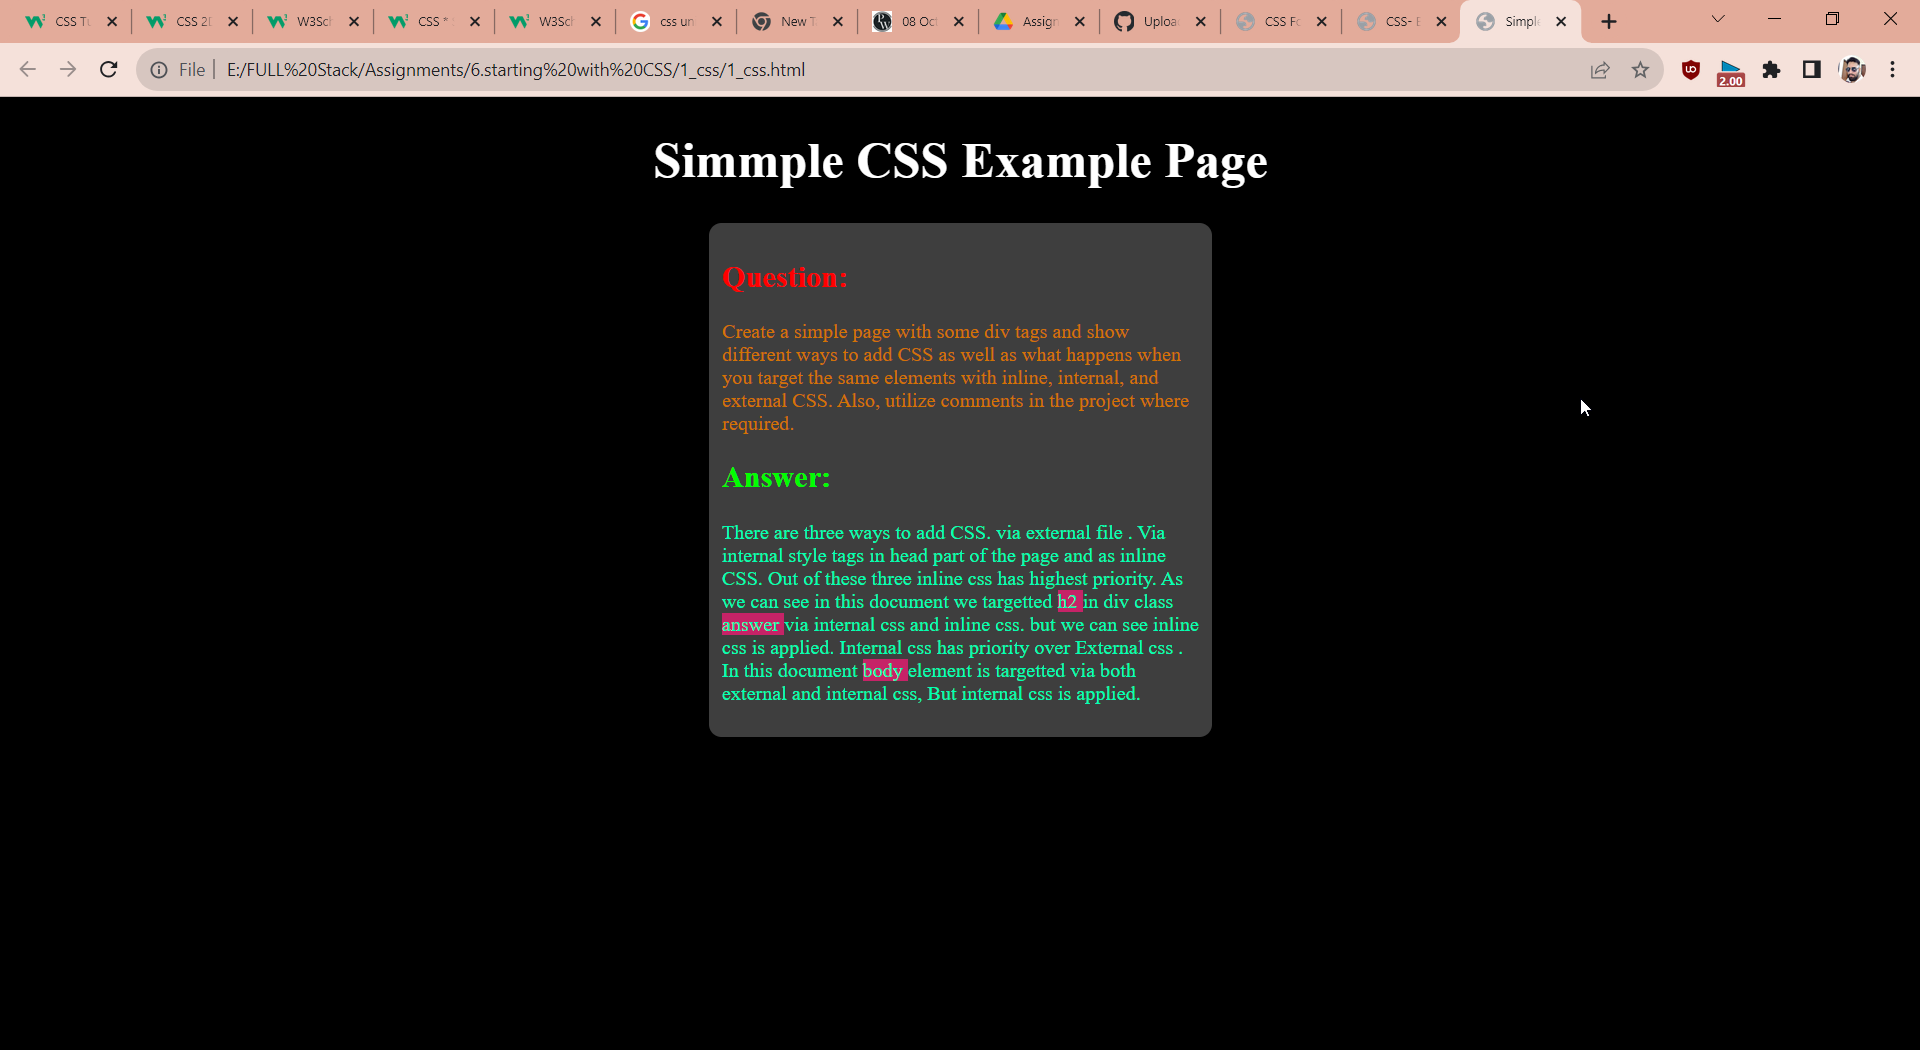 CSS Tu
CSS 2D
W3Sch
CSS *
W3Sch
css un
New T
08 Oct
Assign
Uploa
CSS Fo
CSS- E
Simple
File
E:/FULL%20Stack/Assignments/6.starting%20with%20CSS/1_css/1_css.html
2.00
Simmple CSS Example Page
Question:
Create a simple page with some div tags and show
different ways to add CSS as well as what happens when
you target the same elements with inline, internal, and
external CSS. Also, utilize comments in the project where
required.
Answer:
There are three ways to add CSS. via external file . Via
internal style tags in head part of the page and as inline
CSS. Out of these three inline css has highest priority. As
we can see in this document we targetted h2 in div class
answer via internal css and inline css. but we can see inline
css is applied. Internal css has priority over External css .
In this document body element is targetted via both
external and internal css, But internal css is applied.